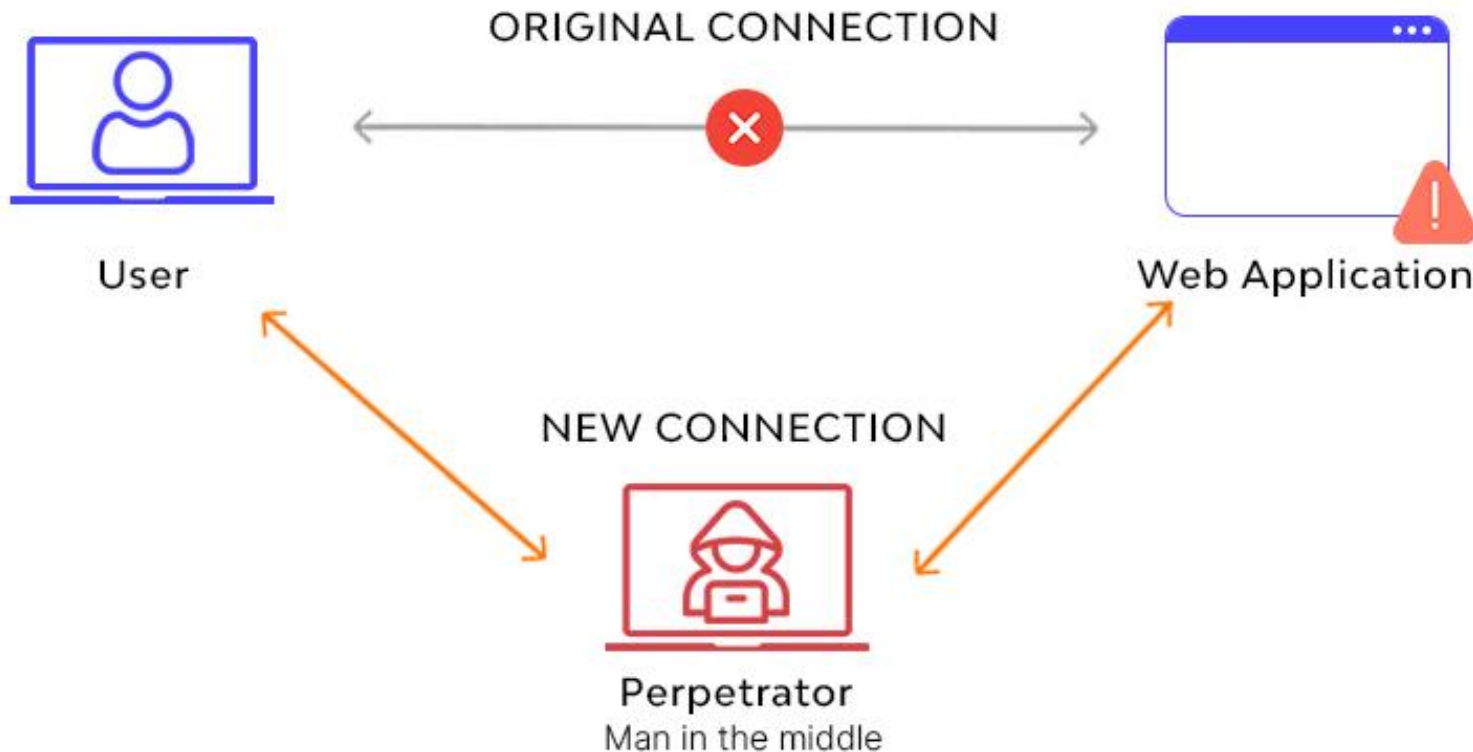 ORIGINAL CONNECTION
User
Web Application
NEW CONNECTION
Perpetrator
Man in the middle